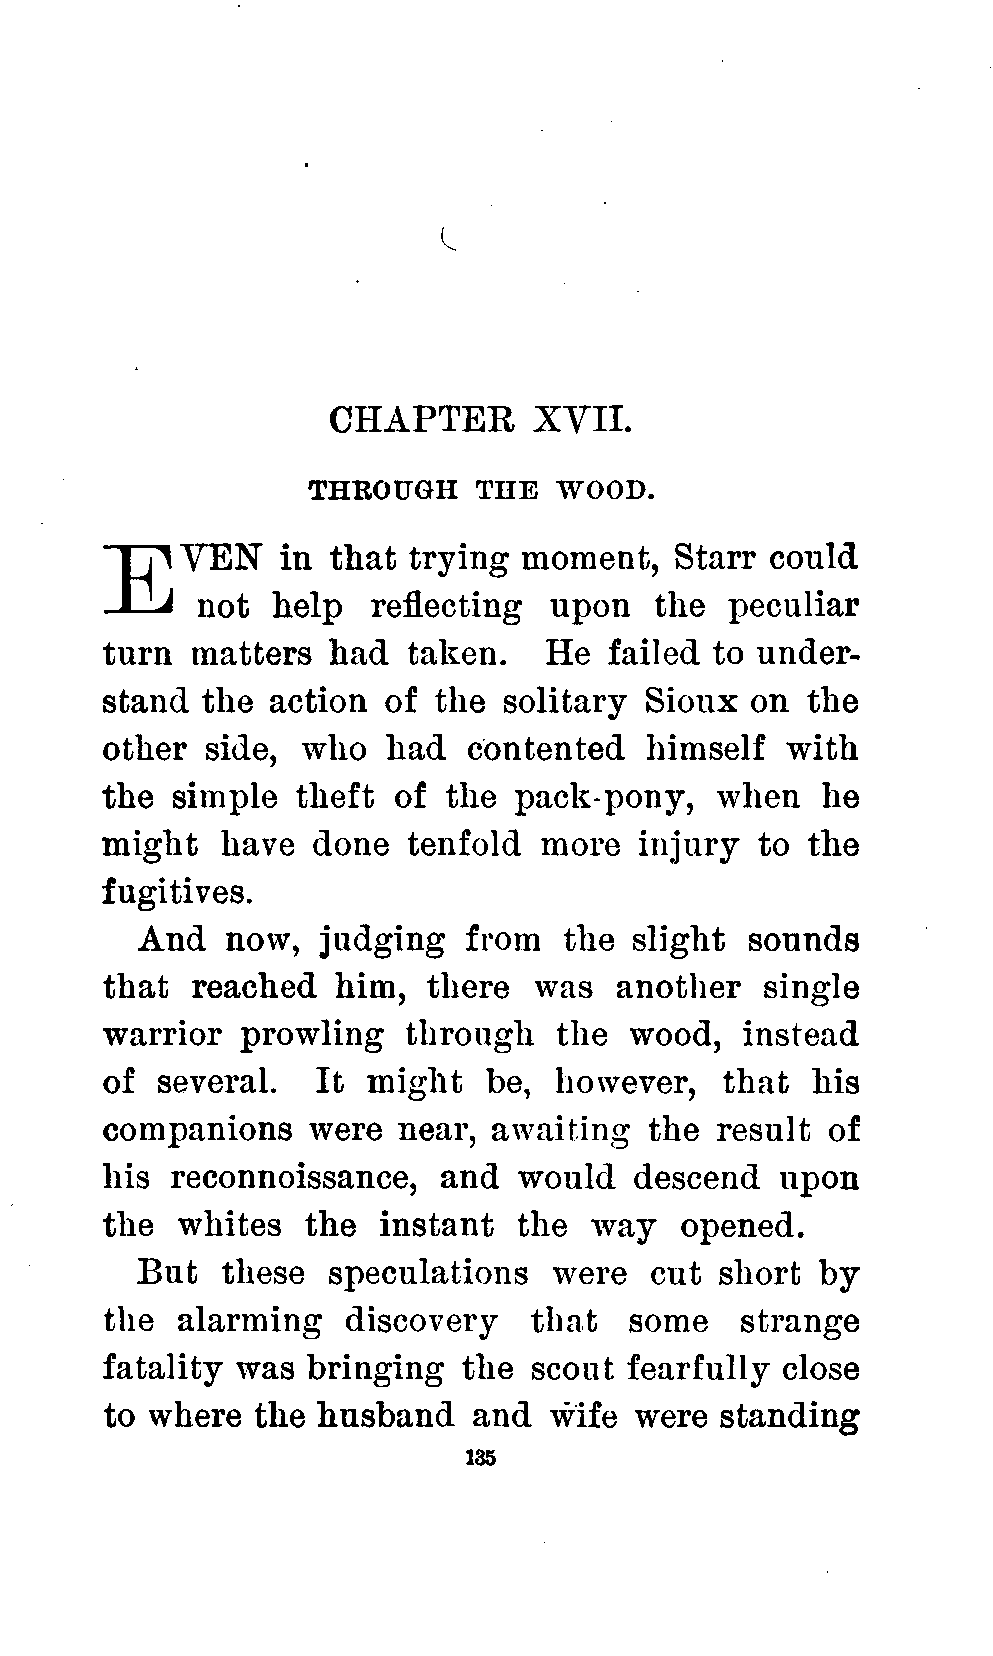 CHAPTER XVII.
THROUGH THE WOOD.
EVEN in that trying moment, Starr could
not help reflecting upon the peculiar
turn matters had taken. He failed to under-
stand the action of the solitary Sioux on the
other side, who had contented himself with
the simple theft of the pack-pony, when he
might have done tenfold more injury to the
fugitives.
And now, judging from the slight sounds
that reached him, there was another single
warrior prowling through the wood, instead
of several. It might be, however, that his
companions were near, awaiting the result of
his reconnoissance, and would descend upon
the whites the instant the way opened.
But these speculations were cut short by
the alarming discovery that some strange
fatality was bringing the scout fearfully close
to where the husband and wife were standing
135